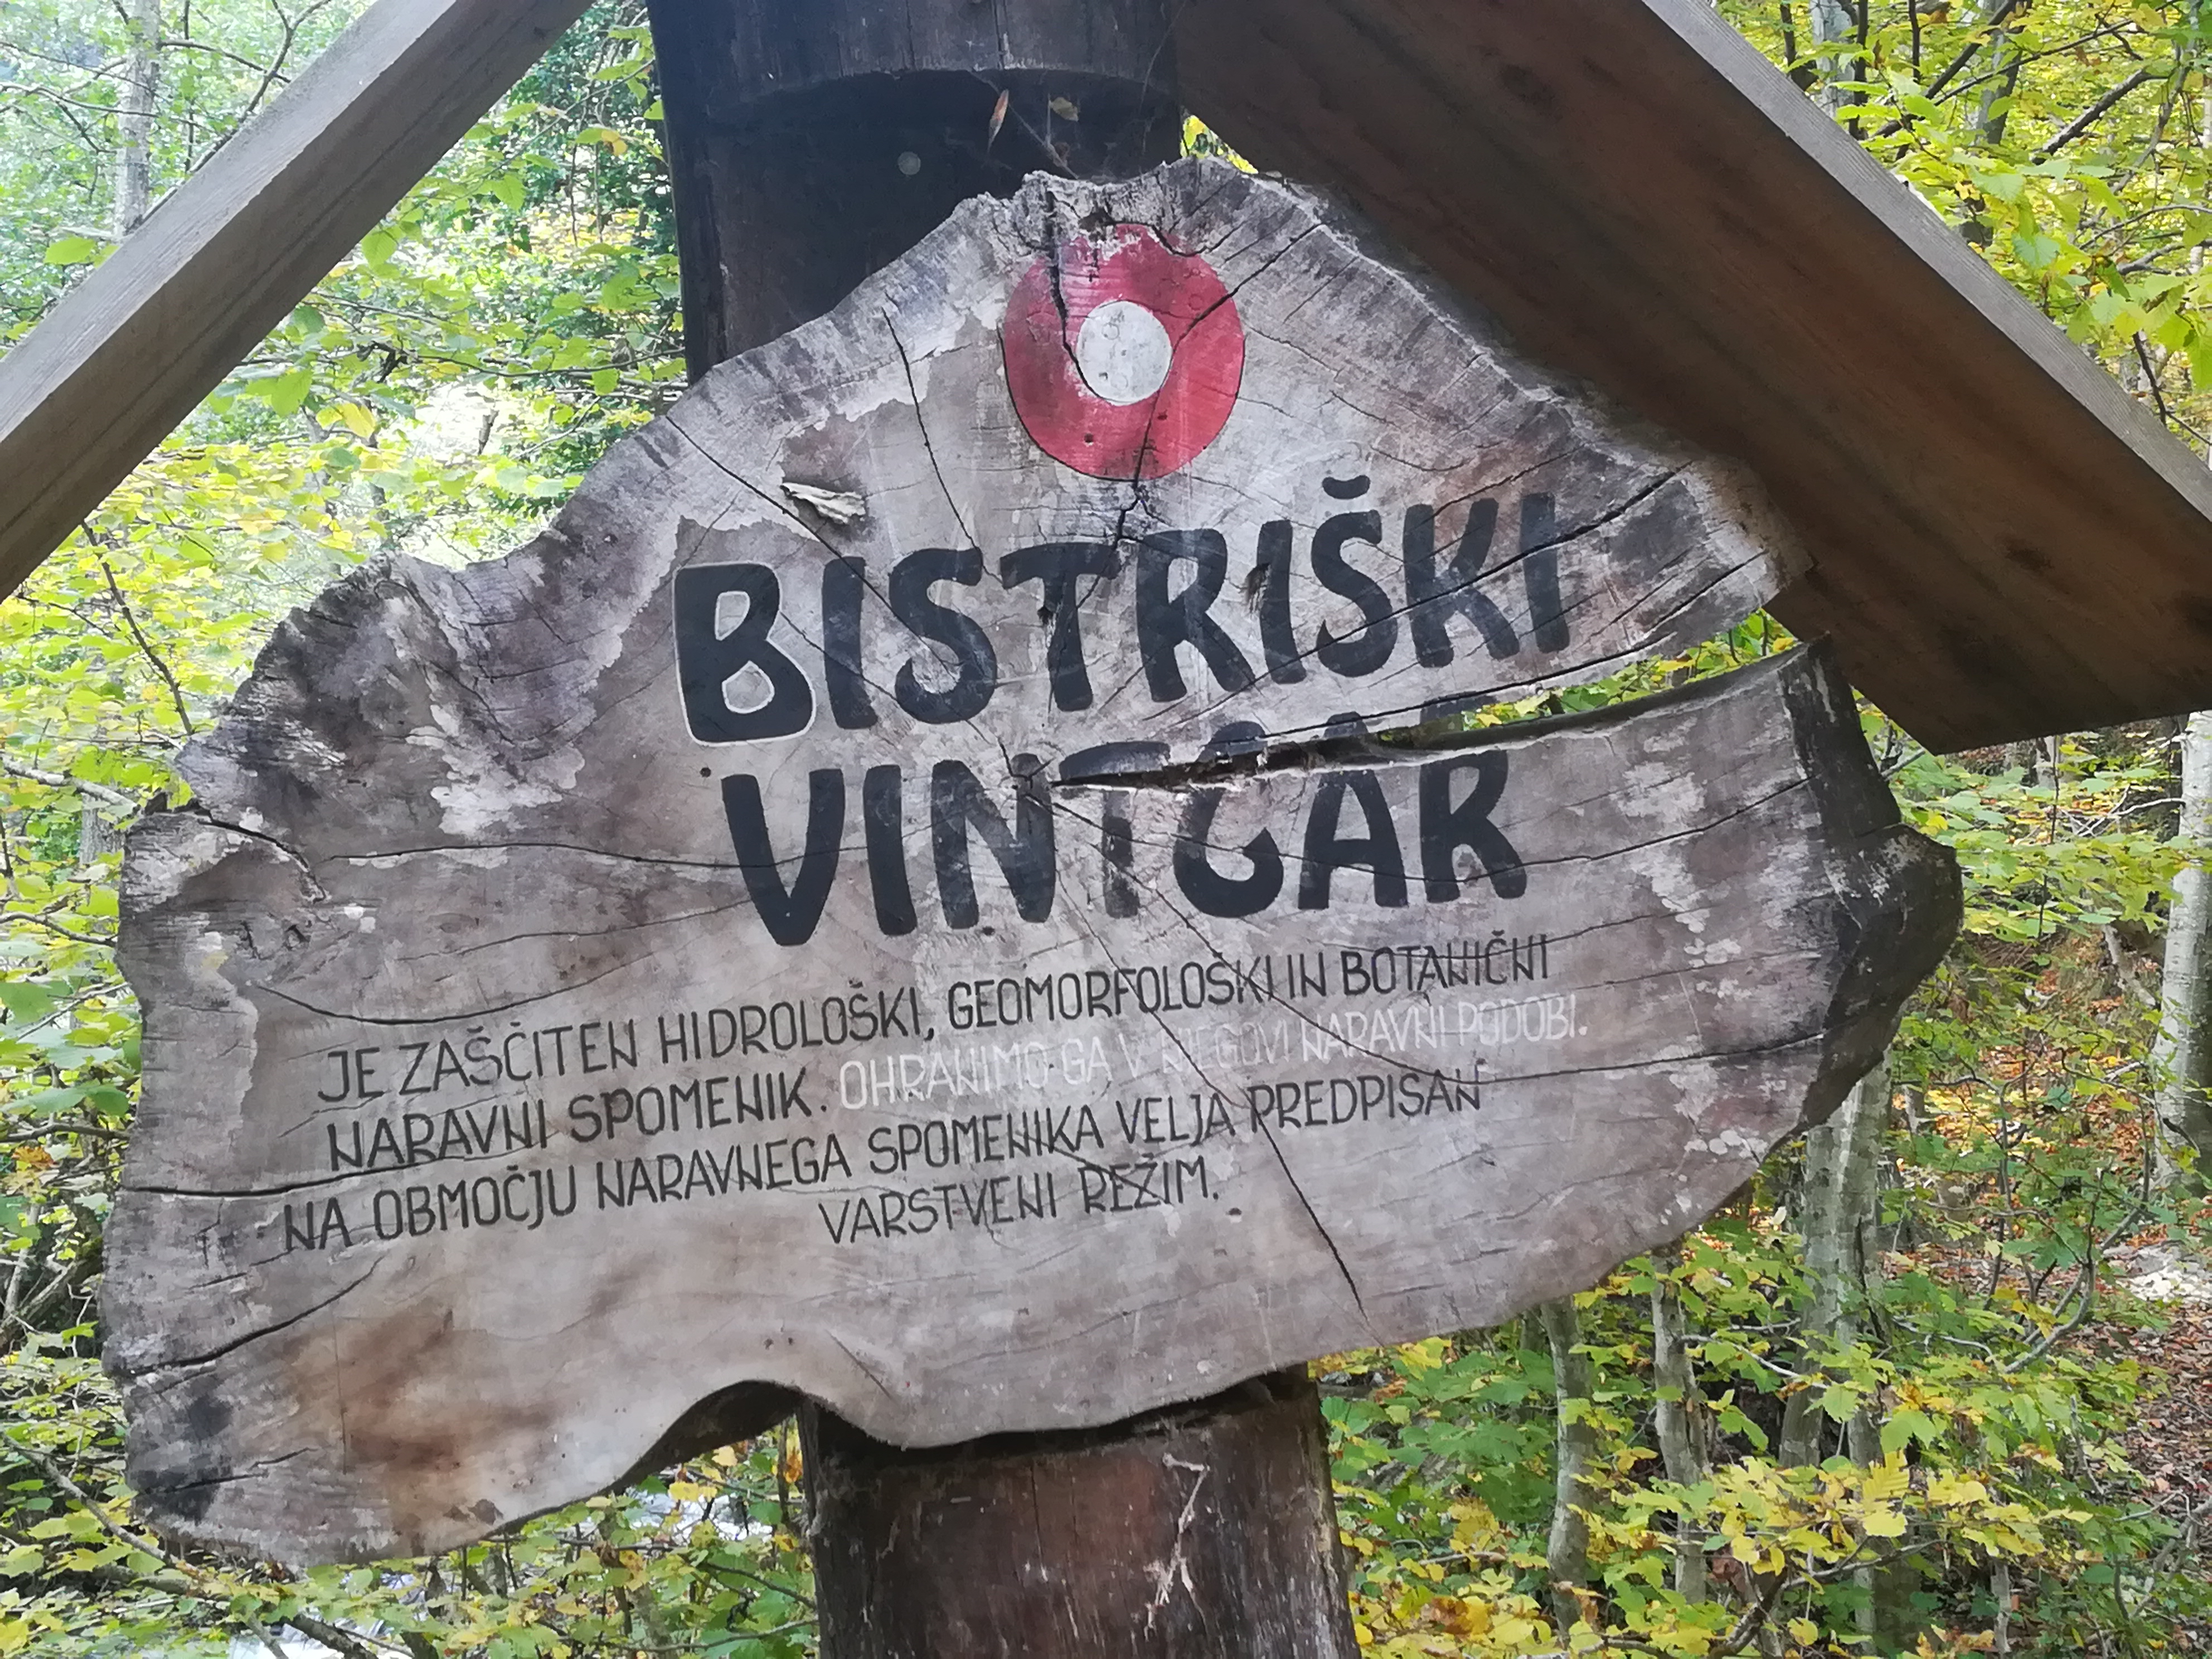 BISTRIŠKI
VINTGAR
JE ZAŠČITEN HIDROLOŠKI, GEOMORFOLOŠKI IN BOTANIČNI
NARAVNI SPOMENIK. OHRANIMO GA V NJEGOVI NARAVNI PODOBI.
NA OBMOČJU NARAVNEGA SPOMENIKA VELJA PREDPISAN
VARSTVENI REŽIM.